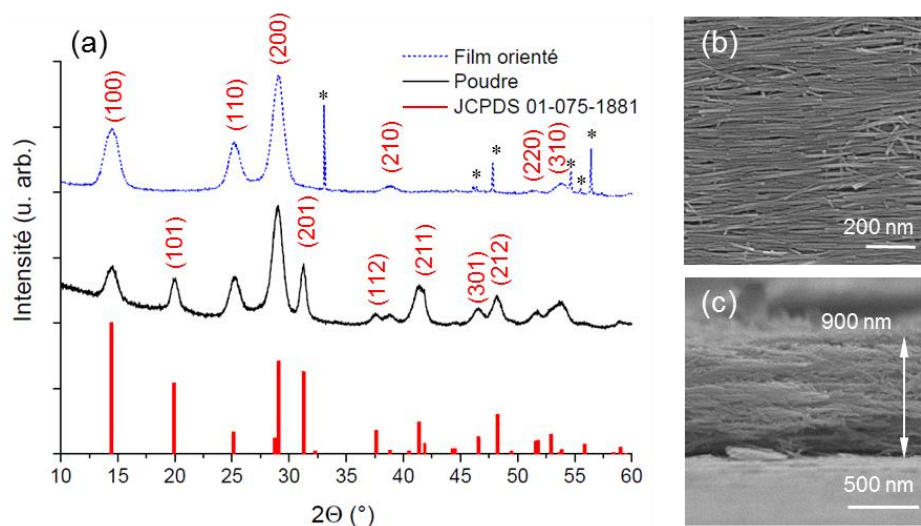 (a)
Film orienté
Poudre
JCPDS 01-075-1881
Intensité (u. arb.)
(100)
(110)
(200)
*
(210)
*
*
(220)
(310)
*
*
*
(101)
(201)
(112)
(211)
(301)
(212)
10 15 20 25 30 35 40 45 50 55 60
2Θ (°)
(b)
200 nm
(c)
900 nm
500 nm